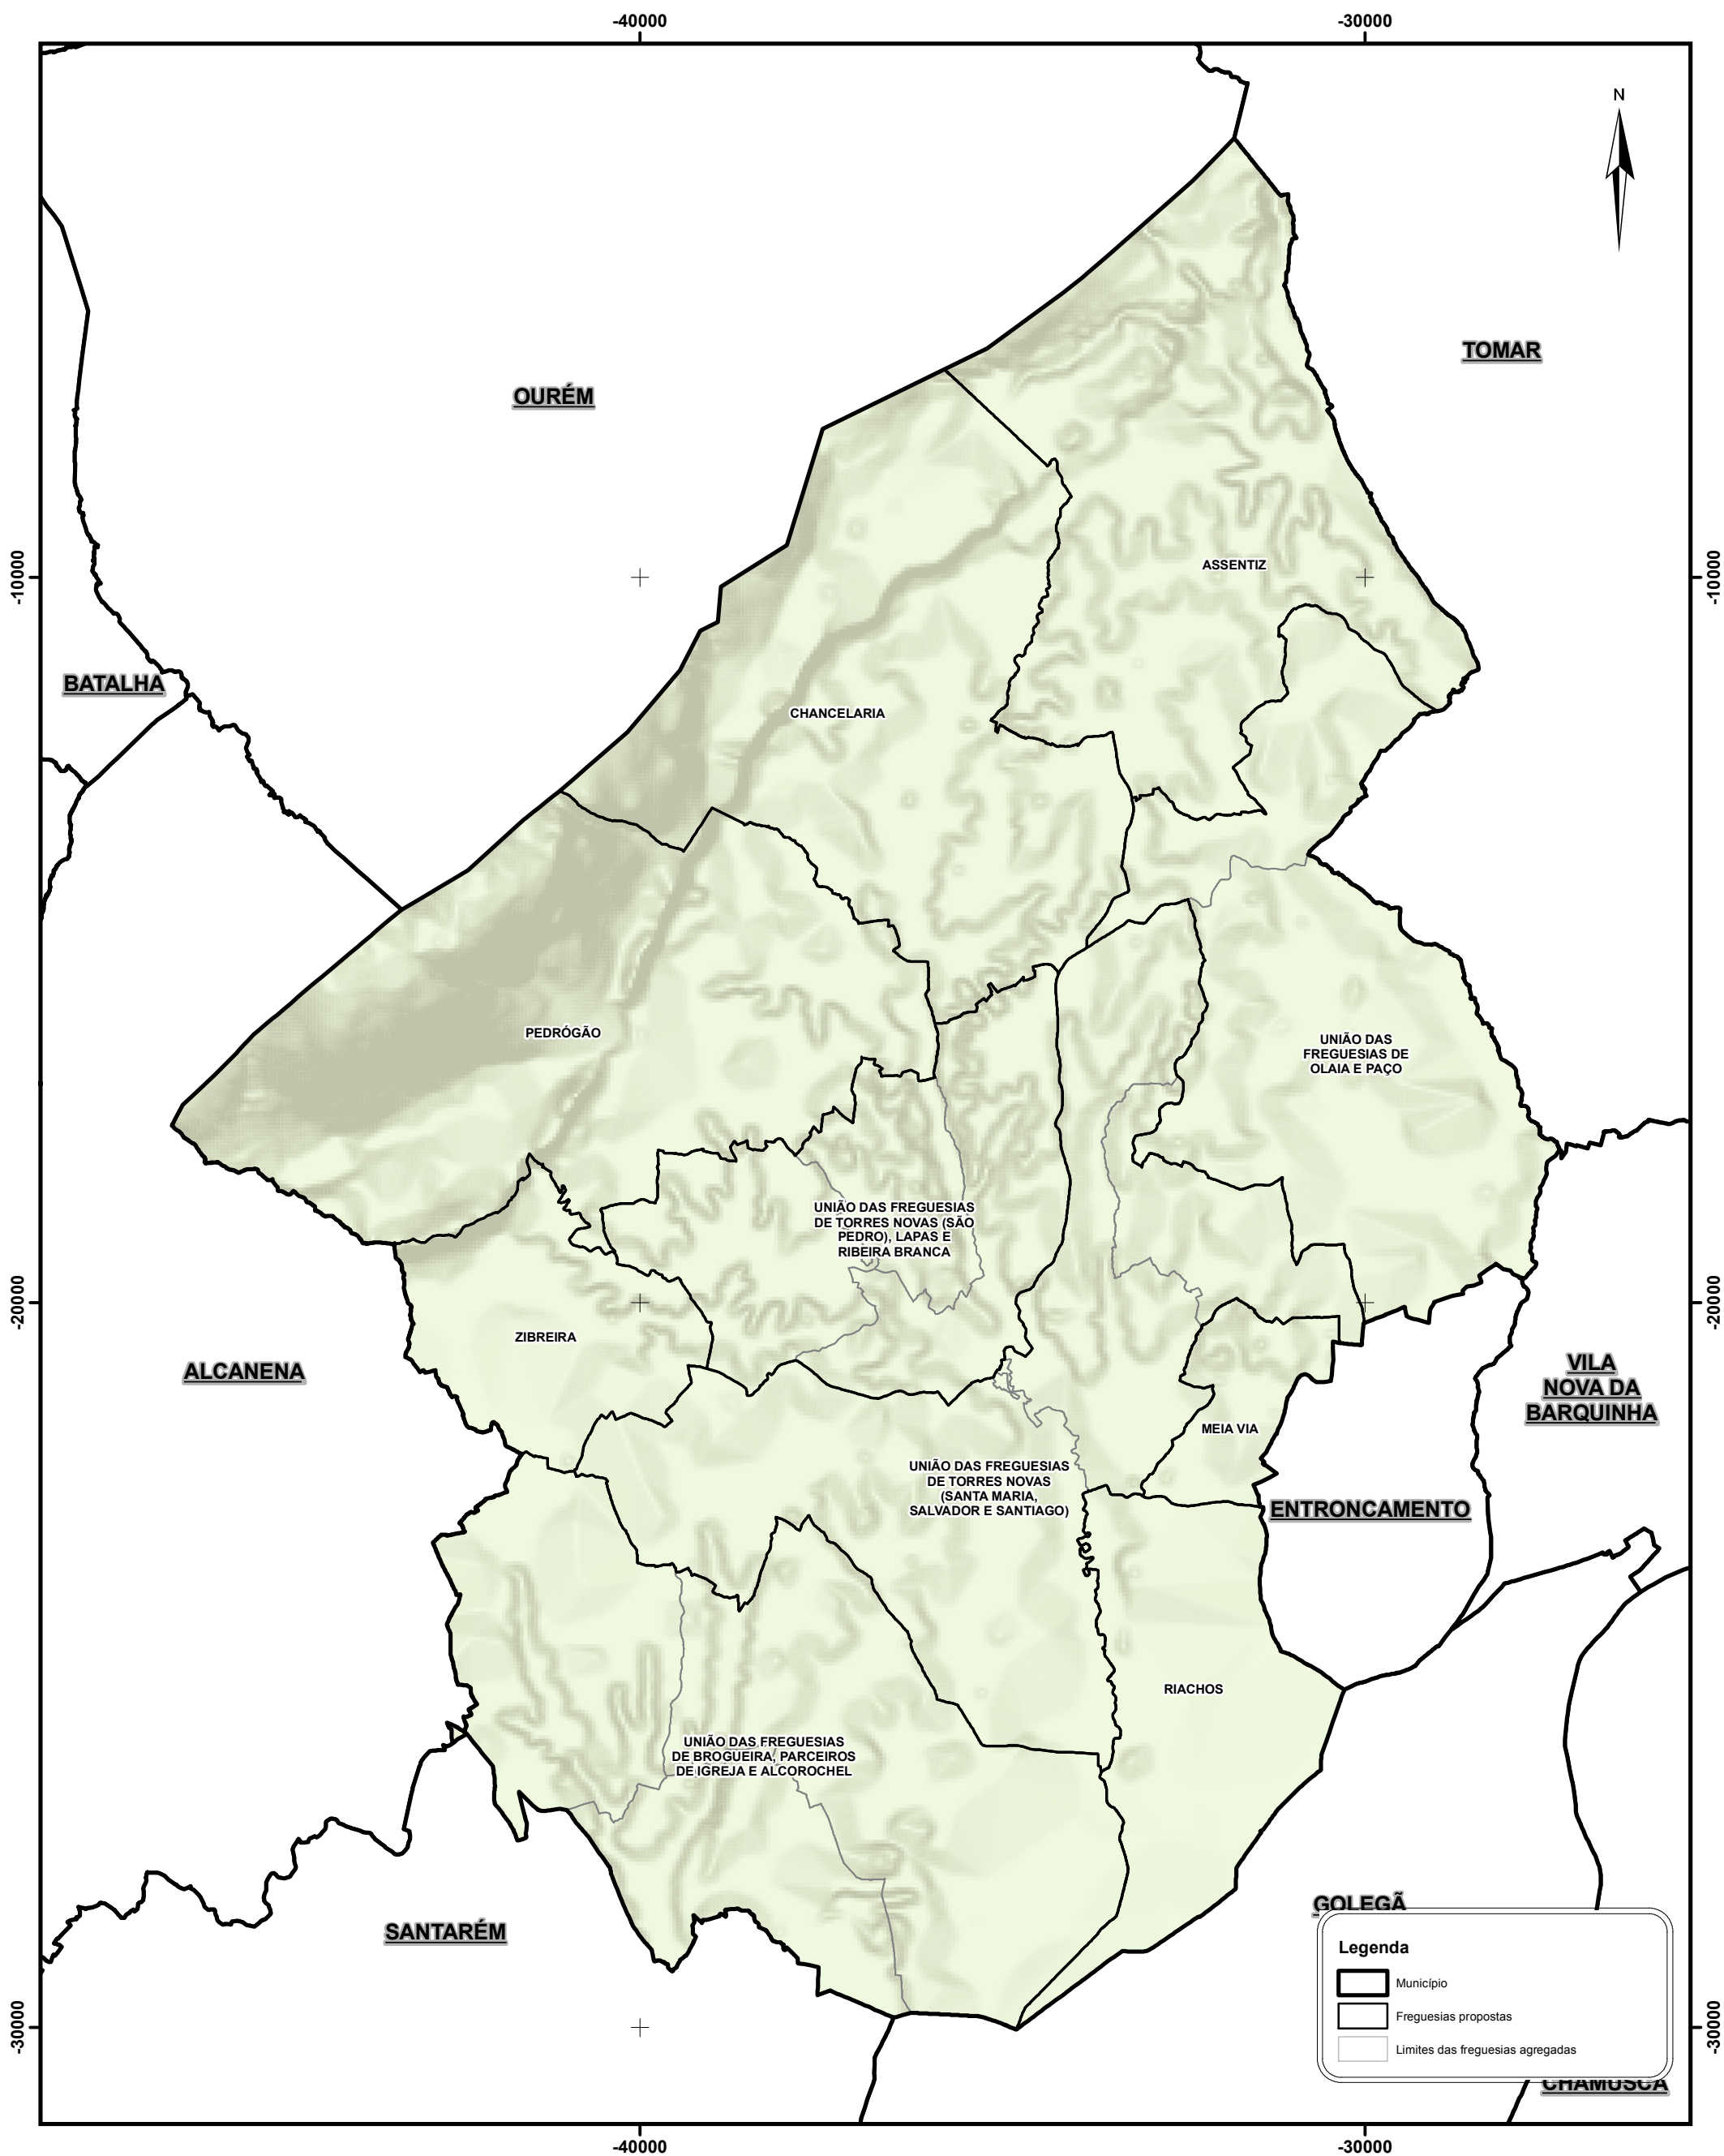 -40000
-30000
N
TOMAR
OURÉM
-10000
-10000
ASSENTIZ
BATALHA
CHANCELARIA
PEDRÓGÃO
UNIÃO DAS
FREGUESIAS DE
OLAIA E PAÇO
UNIÃO DAS FREGUESIAS
DE TORRES NOVAS (SÃO
PEDRO), LAPAS E
RIBEIRA BRANCA
-20000
-20000
ZIBREIRA
ALCANENA
VILA
NOVA DA
BARQUINHA
MEIA VIA
UNIÃO DAS FREGUESIAS
DE TORRES NOVAS
(SANTA MARIA,
SALVADOR E SANTIAGO)
ENTRONCAMENTO
RIACHOS
UNIÃO DAS FREGUESIAS
DE BROGUEIRA, PARCEIROS
DE IGREJA E ALCOROCHEL
SANTARÉM
GOLEGÃ
Legenda
Município
Freguesias propostas
Limites das freguesias agregadas
-30000
-30000
CHAMUSCA
-40000
-30000